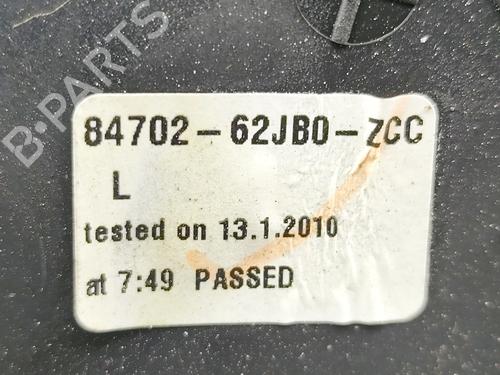 B-PARTS
84702-62JB0-ZCC
L
tested on 13.1.2010
at 7:49 PASSED